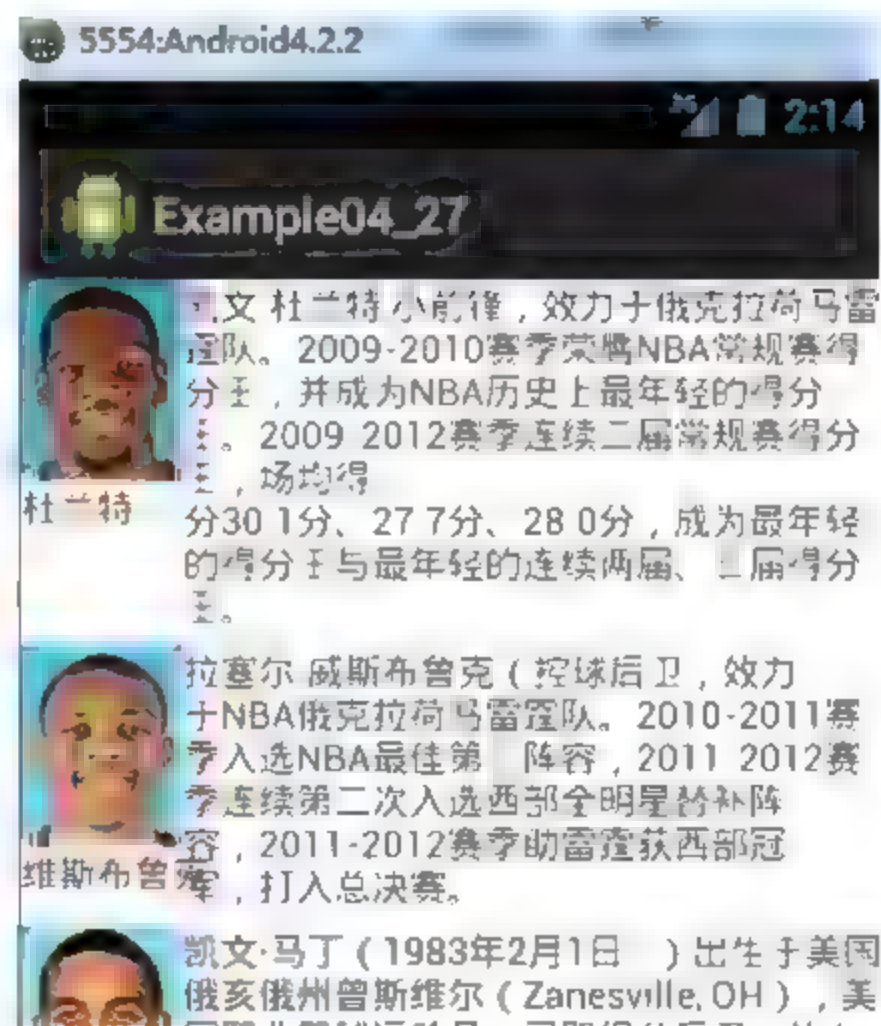 5554:Android4.2.2
2:14
Example04_27
文 杜兰特 小前锋，效力于俄克拉荷马雷
霆队。2009-2010赛季荣膺NBA常规赛得
分王，并成为NBA历史上最年轻的得分
王。2009 2012赛季连续三届常规赛得分
王，场均得
分30 1分、27 7分、28 0分，成为最年轻
的得分王与最年轻的连续两届、三届得分
王。
杜兰特
拉塞尔 威斯布鲁克（控球后卫，效力
于NBA俄克拉荷马雷霆队。2010-2011赛
季入选NBA最佳第 阵容，2011 2012赛
季连续第二次入选西部全明星替补阵
容，2011-2012赛季助雷霆获西部冠
军，打入总决赛。
维斯布鲁克
凯文·马丁（1983年2月1日 ）出生于美国
俄亥俄州曾斯维尔（Zanesville, OH），美